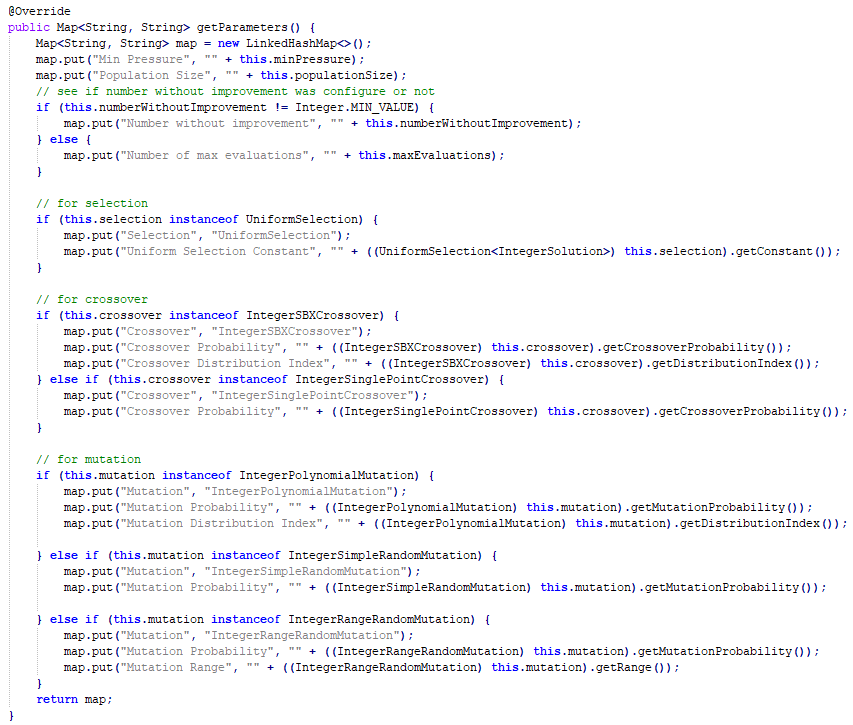 @Override
public Map<String, String> getParameters() {
    Map<String, String> map = new LinkedHashMap<>();
    map.put("Min Pressure", "" + this.minPressure);
    map.put("Population Size", "" + this.populationSize);
    // see if number without improvement was configure or not
    if (this.numberWithoutImprovement != Integer.MIN_VALUE) {
        map.put("Number without improvement", "" + this.numberWithoutImprovement);
    } else {
        map.put("Number of max evaluations", "" + this.maxEvaluations);
    }

    // for selection
    if (this.selection instanceof UniformSelection) {
        map.put("Selection", "UniformSelection");
        map.put("Uniform Selection Constant", "" + ((UniformSelection<IntegerSolution>) this.selection).getConstant());
    }

    // for crossover
    if (this.crossover instanceof IntegerSBXCrossover) {
        map.put("Crossover", "IntegerSBXCrossover");
        map.put("Crossover Probability", "" + ((IntegerSBXCrossover) this.crossover).getCrossoverProbability());
        map.put("Crossover Distribution Index", "" + ((IntegerSBXCrossover) this.crossover).getDistributionIndex());
    } else if (this.crossover instanceof IntegerSinglePointCrossover) {
        map.put("Crossover", "IntegerSinglePointCrossover");
        map.put("Crossover Probability", "" + ((IntegerSinglePointCrossover) this.crossover).getCrossoverProbability());
    }

    // for mutation
    if (this.mutation instanceof IntegerPolynomialMutation) {
        map.put("Mutation", "IntegerPolynomialMutation");
        map.put("Mutation Probability", "" + ((IntegerPolynomialMutation) this.mutation).getMutationProbability());
        map.put("Mutation Distribution Index", "" + ((IntegerPolynomialMutation) this.mutation).getDistributionIndex());

    } else if (this.mutation instanceof IntegerSimpleRandomMutation) {
        map.put("Mutation", "IntegerSimpleRandomMutation");
        map.put("Mutation Probability", "" + ((IntegerSimpleRandomMutation) this.mutation).getMutationProbability());

    } else if (this.mutation instanceof IntegerRangeRandomMutation) {
        map.put("Mutation", "IntegerRangeRandomMutation");
        map.put("Mutation Probability", "" + ((IntegerRangeRandomMutation) this.mutation).getMutationProbability());
        map.put("Mutation Range", "" + ((IntegerRangeRandomMutation) this.mutation).getRange());
    }
    return map;
}